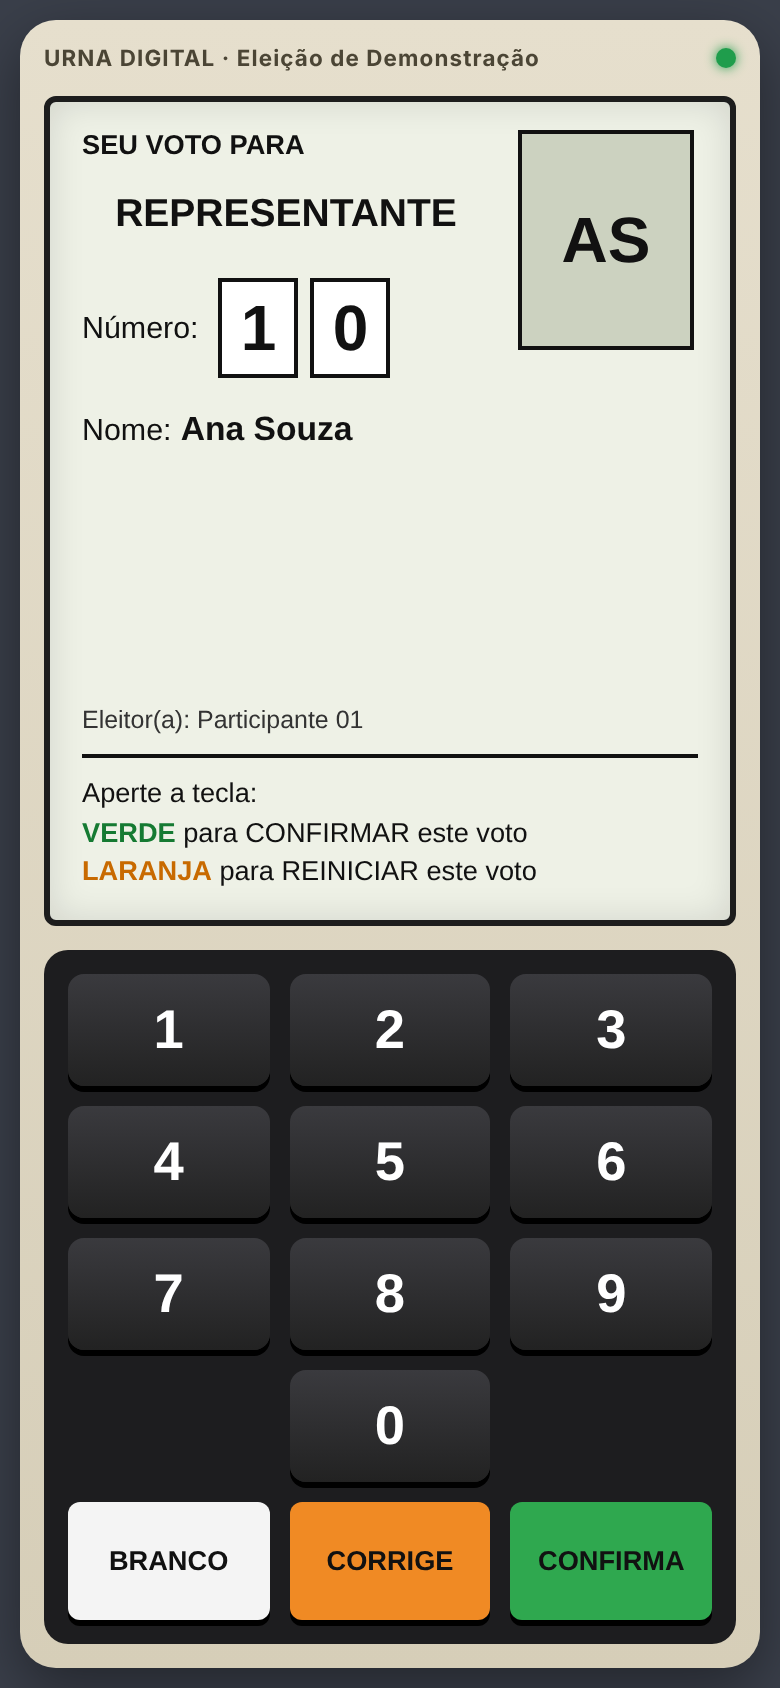 URNA DIGITAL · Eleição de Demonstração
SEU VOTO PARA
REPRESENTANTE
AS
Número: 1 0
Nome: Ana Souza
Eleitor(a): Participante 01
Aperte a tecla:
VERDE para CONFIRMAR este voto
LARANJA para REINICIAR este voto
1 2 3
4 5 6
7 8 9
0
BRANCO CORRIGE CONFIRMA